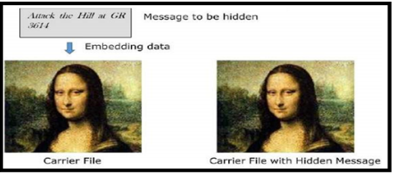 Attack the Hill at GR
3614
Message to be hidden
Embedding data
Carrier File
Carrier File with Hidden Message